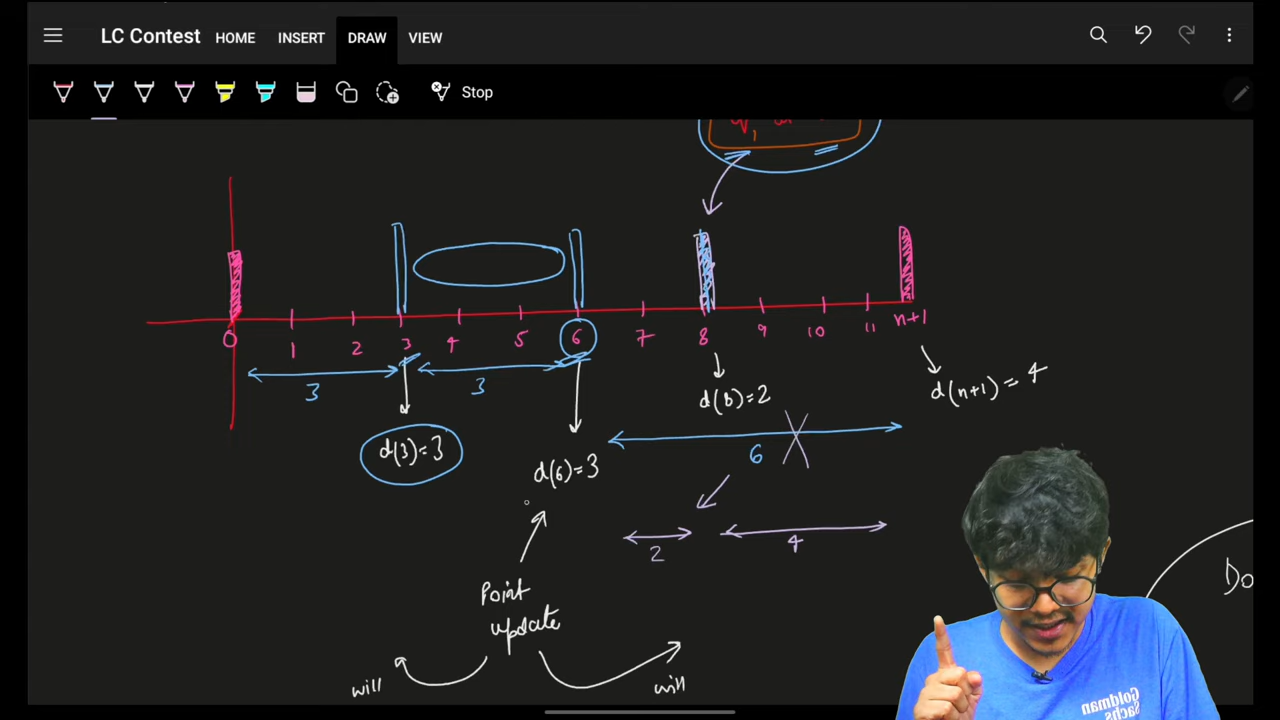 LC Contest HOME INSERT DRAW VIEW
Stop
0 1 2 3 4 5 6 7 8 9 10 11 n+1
3 3
d(3)=3
d(6)=3
d(8)=2
d(n+1)=4
6
2 4
Point
update
will will
Do
Goldman
Sachs